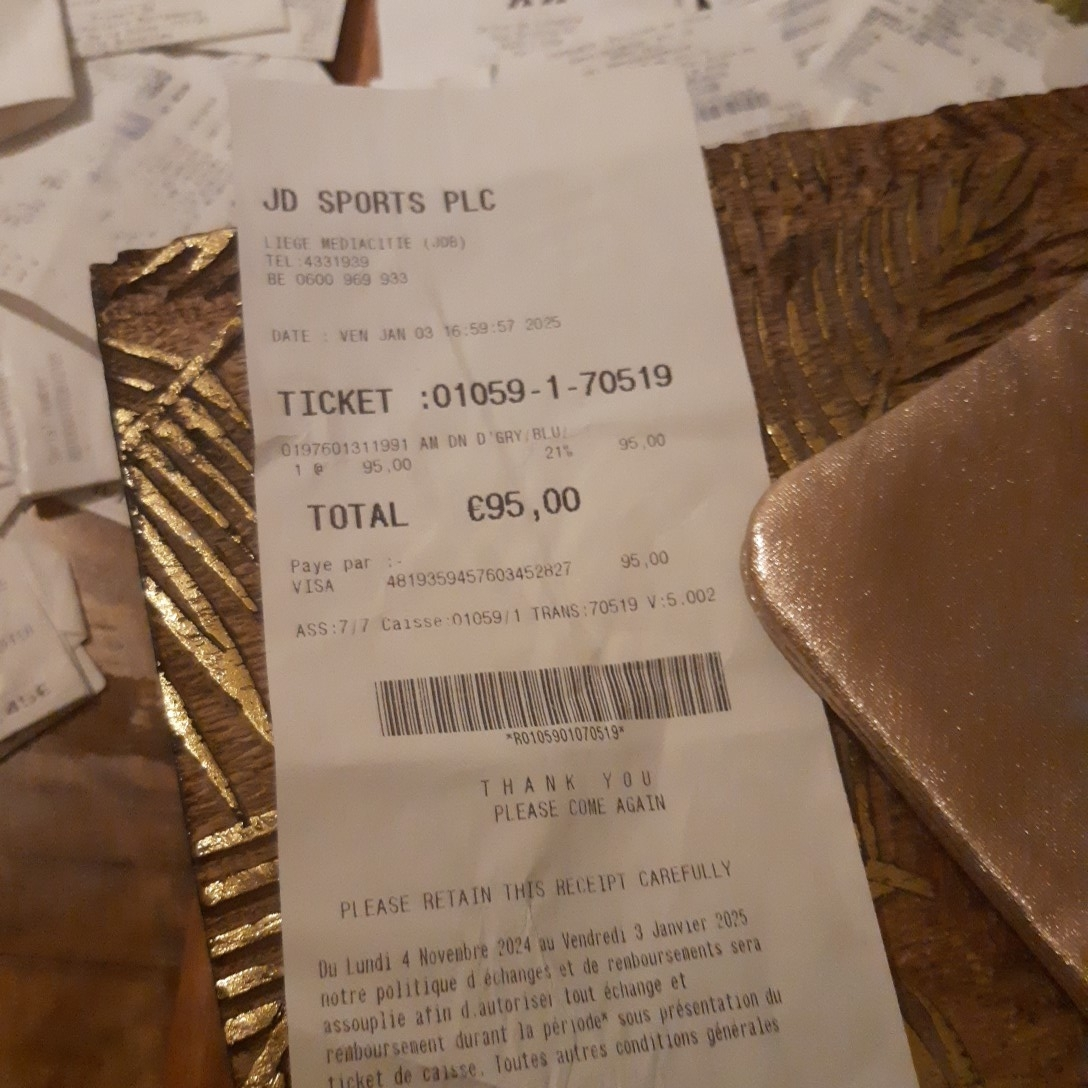 JD SPORTS PLC
LIEGE MEDIACITIE (JDB)
TEL:4331939
BE 0600 969 933
DATE : VEN JAN 03 16:59:57 2025
TICKET :01059-1-70519
0197601311991 AM DN D'GRY/BLU/
1 @ 95,00 21% 95,00
TOTAL €95,00
Paye par :-
VISA 4819359457603452827 95,00
ASS:7/7 Caisse:01059/1 TRANS:70519 V:5.002
*R0105901070519*
THANK YOU
PLEASE COME AGAIN
PLEASE RETAIN THIS RECEIPT CAREFULLY
Du Lundi 4 Novembre 2024 au Vendredi 3 Janvier 2025
notre politique d'échanges et de remboursements sera
assouplie afin d.autoriser tout échange et
remboursement durant la période* sous présentation du
ticket de caisse. Toutes autres conditions générales